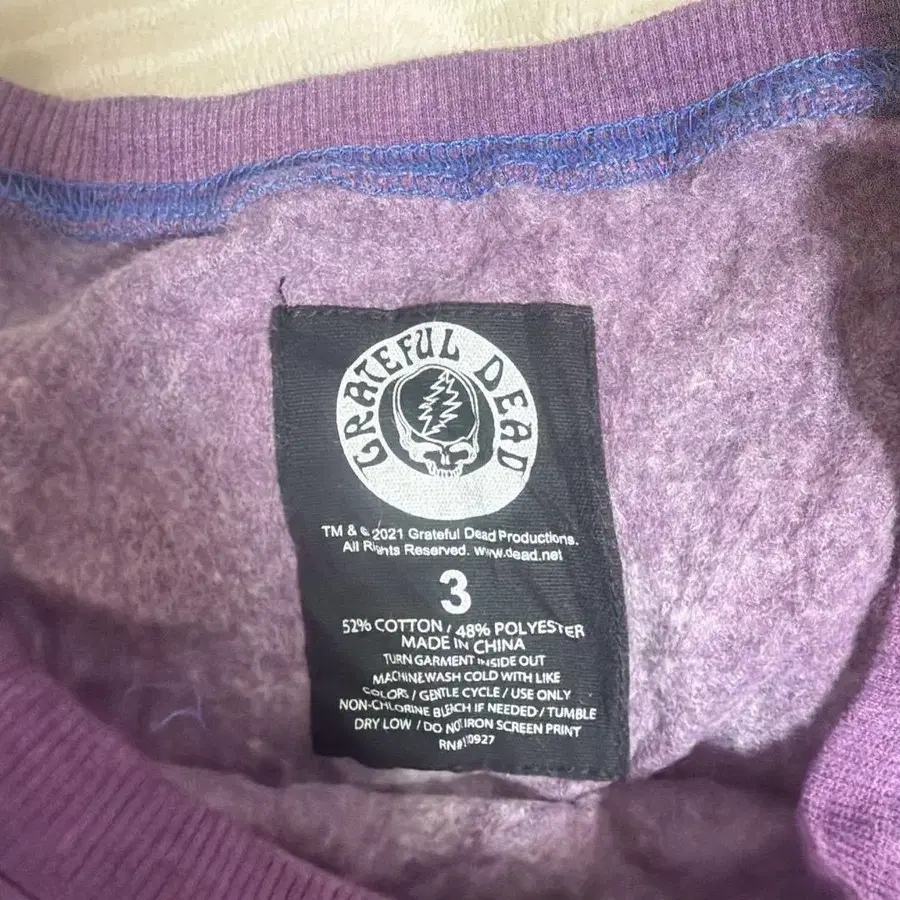 GRATEFUL DEAD
TM & © 2021 Grateful Dead Productions.
All Rights Reserved. www.dead.net
3
52% COTTON / 48% POLYESTER
MADE IN CHINA
TURN GARMENT INSIDE OUT
MACHINE WASH COLD WITH LIKE
COLORS / GENTLE CYCLE / USE ONLY
NON-CHLORINE BLEACH IF NEEDED / TUMBLE
DRY LOW / DO NOT IRON SCREEN PRINT